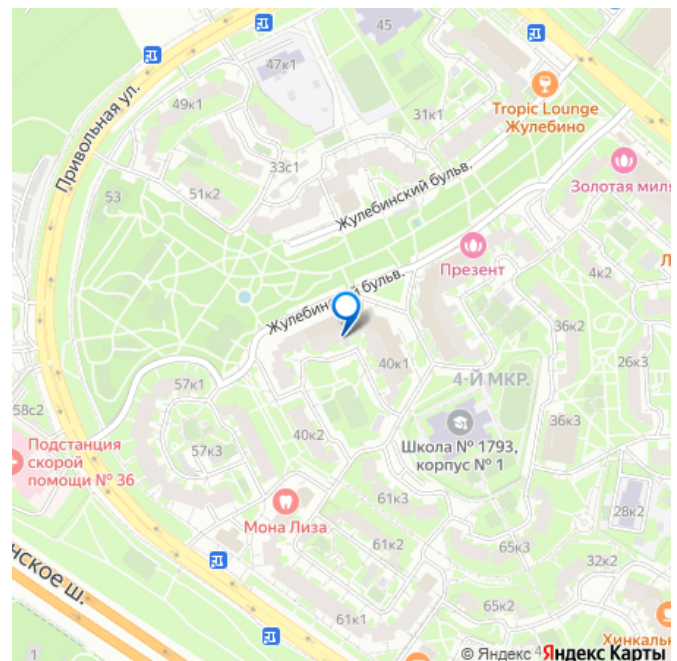 45
47к1
Привольная ул.
49к1
Tropic Lounge
Жулебино
31к1
33с1
Золотая миля
51к2
53
Жулебинский бульв.
Презент
4к2
Жулебинский бульв.
36к2
40к1
4-Й МКР.
26к3
57к1
58с2
36к3
Школа № 1793,
корпус № 1
40к2
Подстанция
скорой
помощи № 36
57к3
61к3
Мона Лиза
28к2
61к2
65к3
32к2
нское ш.
65к2
61к1
Хинкальн
1
© Яндекс
Яндекс Карты